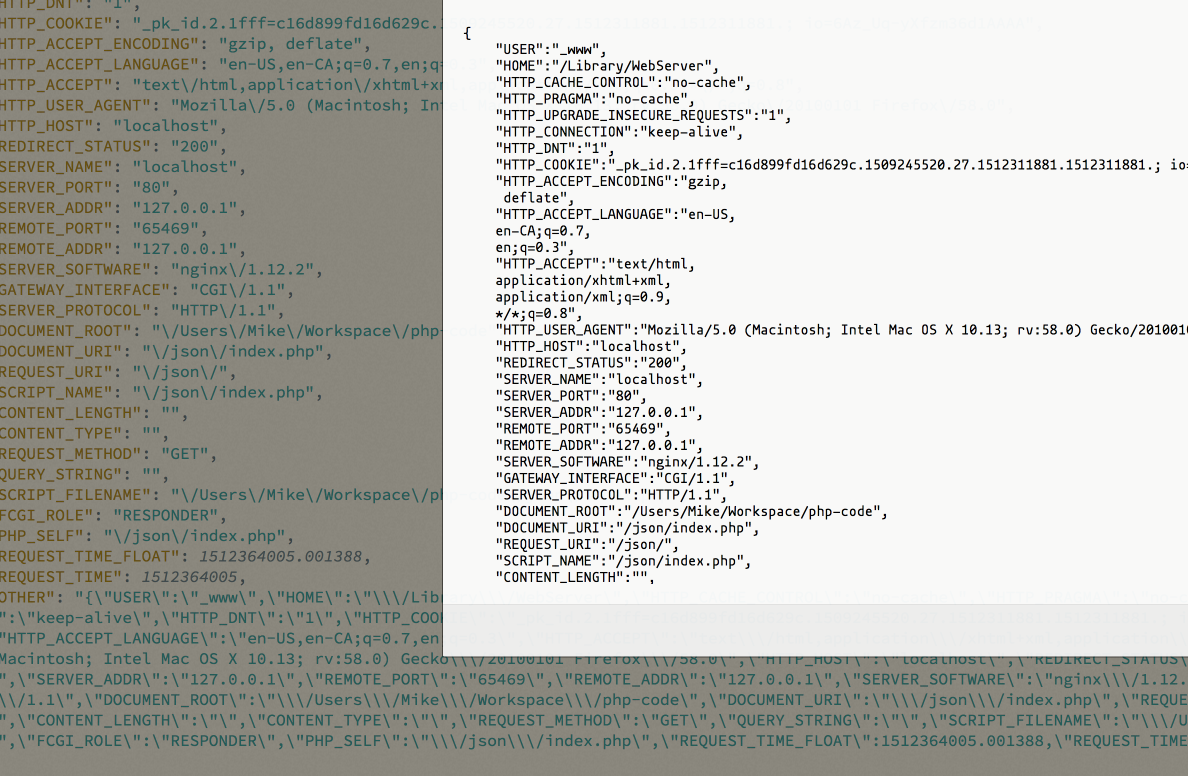 HTTP_DNT": "1",
HTTP_COOKIE": "_pk_id.2.1fff=c16d899fd16d629c.
HTTP_ACCEPT_ENCODING": "gzip, deflate",
HTTP_ACCEPT_LANGUAGE": "en-US,en-CA;q=0.7,en;q=
HTTP_ACCEPT": "text\/html,application\/xhtml+xm
HTTP_USER_AGENT": "Mozilla\/5.0 (Macintosh; Int
HTTP_HOST": "localhost",
REDIRECT_STATUS": "200",
SERVER_NAME": "localhost",
SERVER_PORT": "80",
SERVER_ADDR": "127.0.0.1",
REMOTE_PORT": "65469",
REMOTE_ADDR": "127.0.0.1",
SERVER_SOFTWARE": "nginx\/1.12.2",
GATEWAY_INTERFACE": "CGI\/1.1",
SERVER_PROTOCOL": "HTTP\/1.1",
DOCUMENT_ROOT": "\/Users\/Mike\/Workspace\/php-code
DOCUMENT_URI": "\/json\/index.php",
REQUEST_URI": "\/json\/",
SCRIPT_NAME": "\/json\/index.php",
CONTENT_LENGTH": "",
CONTENT_TYPE": "",
REQUEST_METHOD": "GET",
QUERY_STRING": "",
SCRIPT_FILENAME": "\/Users\/Mike\/Workspace\/ph
FCGI_ROLE": "RESPONDER",
PHP_SELF": "\/json\/index.php",
REQUEST_TIME_FLOAT": 1512364005.001388,
REQUEST_TIME": 1512364005,
OTHER": "{\"USER\":\"_www\",\"HOME\":\"\\\/Lib
":\"keep-alive\",\"HTTP_DNT\":\"1\",\"HTTP_COO
"HTTP_ACCEPT_LANGUAGE\":\"en-US,en-CA;q=0.7,en
Macintosh; Intel Mac OS X 10.13; rv:58.0) Gecko\\\/20100101 Firefox\\\/58.0\",\"HTTP_HOST\":\"localhost\",\"REDIRECT_STATUS\
",\"SERVER_ADDR\":\"127.0.0.1\",\"REMOTE_PORT\":\"65469\",\"REMOTE_ADDR\":\"127.0.0.1\",\"SERVER_SOFTWARE\":\"nginx\\\/1.12.
\\/1.1\",\"DOCUMENT_ROOT\":\"\\\/Users\\\/Mike\\\/Workspace\\\/php-code\",\"DOCUMENT_URI\":\"\\\/json\\\/index.php\",\"REQUE
",\"CONTENT_LENGTH\":\"\",\"CONTENT_TYPE\":\"\",\"REQUEST_METHOD\":\"GET\",\"QUERY_STRING\":\"\",\"SCRIPT_FILENAME\":\"\\\/U
",\"FCGI_ROLE\":\"RESPONDER\",\"PHP_SELF\":\"\\\/json\\\/index.php\",\"REQUEST_TIME_FLOAT\":1512364005.001388,\"REQUEST_TIME
{
"USER":"_www",
"HOME":"/Library/WebServer",
"HTTP_CACHE_CONTROL":"no-cache",
"HTTP_PRAGMA":"no-cache",
"HTTP_UPGRADE_INSECURE_REQUESTS":"1",
"HTTP_CONNECTION":"keep-alive",
"HTTP_DNT":"1",
"HTTP_COOKIE":"_pk_id.2.1fff=c16d899fd16d629c.1509245520.27.1512311881.1512311881.; io=
"HTTP_ACCEPT_ENCODING":"gzip,
deflate",
"HTTP_ACCEPT_LANGUAGE":"en-US,
en-CA;q=0.7,
en;q=0.3",
"HTTP_ACCEPT":"text/html,
application/xhtml+xml,
application/xml;q=0.9,
*/*;q=0.8",
"HTTP_USER_AGENT":"Mozilla/5.0 (Macintosh; Intel Mac OS X 10.13; rv:58.0) Gecko/2010010
"HTTP_HOST":"localhost",
"REDIRECT_STATUS":"200",
"SERVER_NAME":"localhost",
"SERVER_PORT":"80",
"SERVER_ADDR":"127.0.0.1",
"REMOTE_PORT":"65469",
"REMOTE_ADDR":"127.0.0.1",
"SERVER_SOFTWARE":"nginx/1.12.2",
"GATEWAY_INTERFACE":"CGI/1.1",
"SERVER_PROTOCOL":"HTTP/1.1",
"DOCUMENT_ROOT":"/Users/Mike/Workspace/php-code",
"DOCUMENT_URI":"/json/index.php",
"REQUEST_URI":"/json/",
"SCRIPT_NAME":"/json/index.php",
"CONTENT_LENGTH":"",